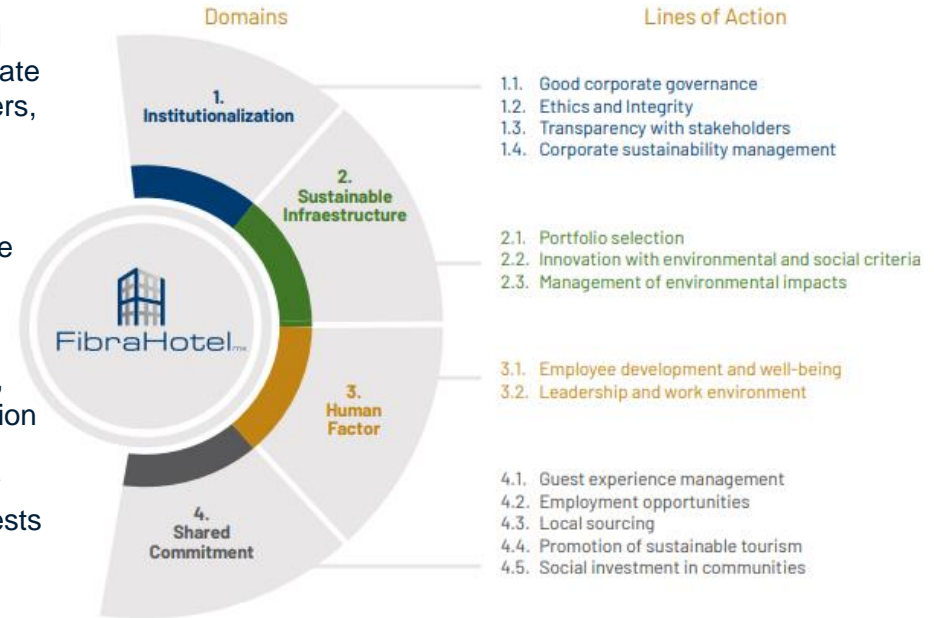 ate
ers,
e
,
ion
ests
Domains
1.
Institutionalization
2.
Sustainable
Infraestructure
3.
Human
Factor
4.
Shared
Commitment
FibraHotel
Lines of Action
1.1. Good corporate governance
1.2. Ethics and Integrity
1.3. Transparency with stakeholders
1.4. Corporate sustainability management
2.1. Portfolio selection
2.2. Innovation with environmental and social criteria
2.3. Management of environmental impacts
3.1. Employee development and well-being
3.2. Leadership and work environment
4.1. Guest experience management
4.2. Employment opportunities
4.3. Local sourcing
4.4. Promotion of sustainable tourism
4.5. Social investment in communities